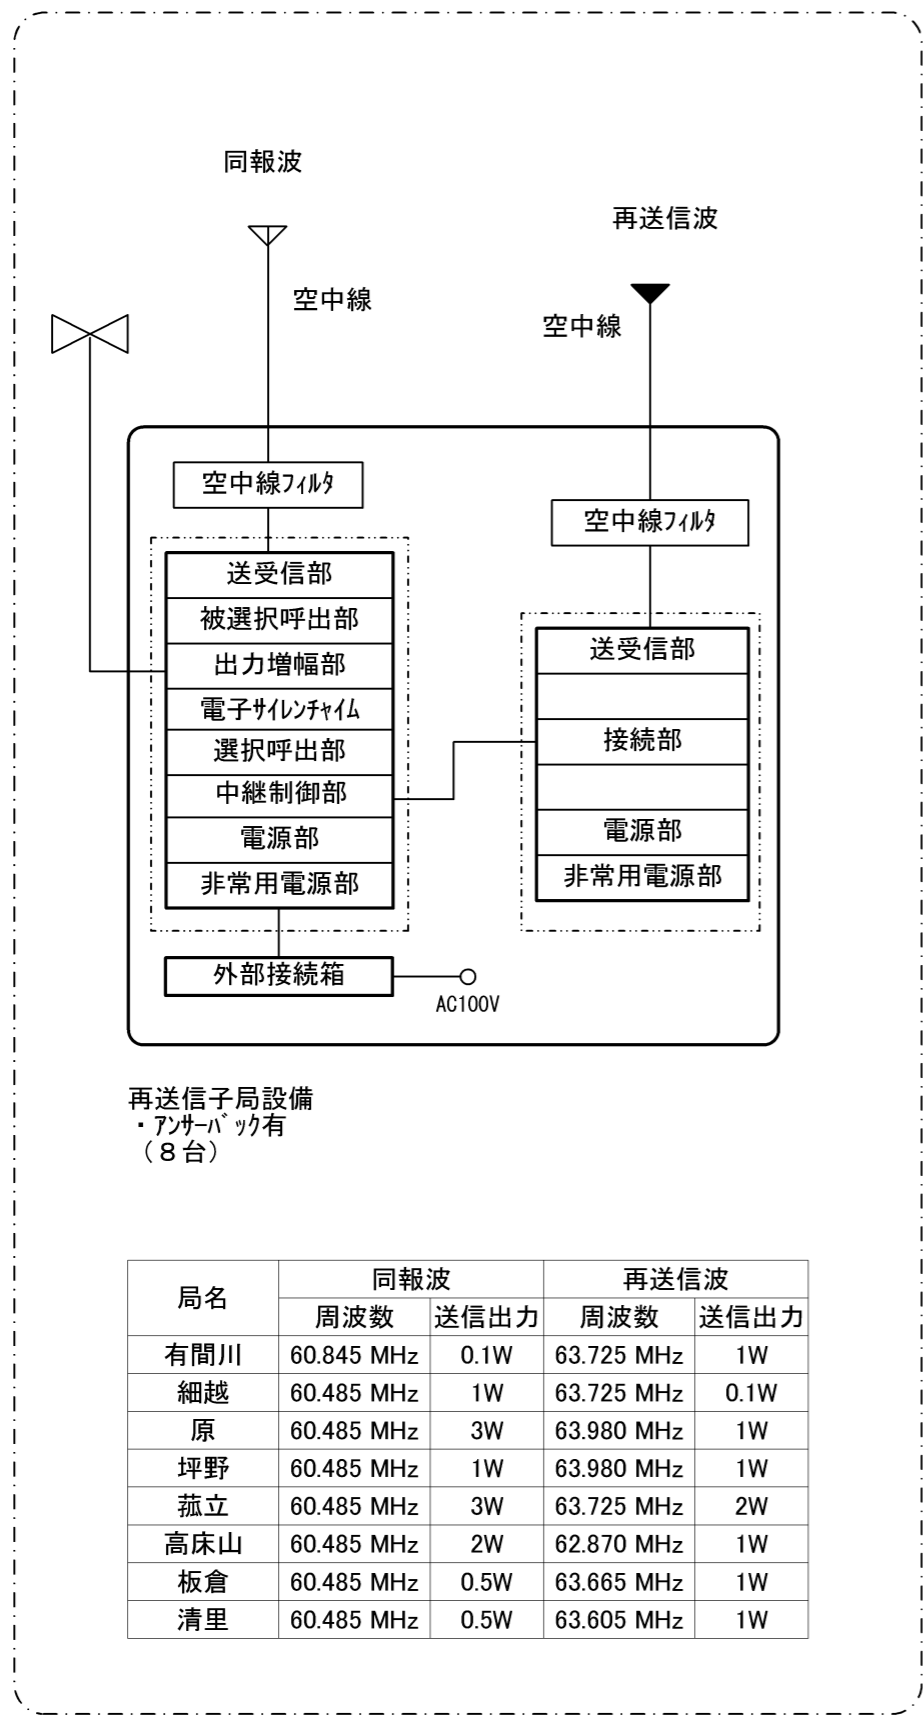 同報波
再送信波
空中線
空中線
空中線フィルタ
空中線フィルタ
送受信部
被選択呼出部
出力増幅部
電子サイレンチャイム
選択呼出部
中継制御部
電源部
非常用電源部
送受信部
接続部
電源部
非常用電源部
外部接続箱
AC100V
再送信子局設備
・アンサーバック有
（８台）
局名 同報波 再送信波
周波数 送信出力 周波数 送信出力
有間川 60.845 MHz 0.1W 63.725 MHz 1W
細越 60.485 MHz 1W 63.725 MHz 0.1W
原 60.485 MHz 3W 63.980 MHz 1W
坪野 60.485 MHz 1W 63.980 MHz 1W
菰立 60.485 MHz 3W 63.725 MHz 2W
高床山 60.485 MHz 2W 62.870 MHz 1W
板倉 60.485 MHz 0.5W 63.665 MHz 1W
清里 60.485 MHz 0.5W 63.605 MHz 1W